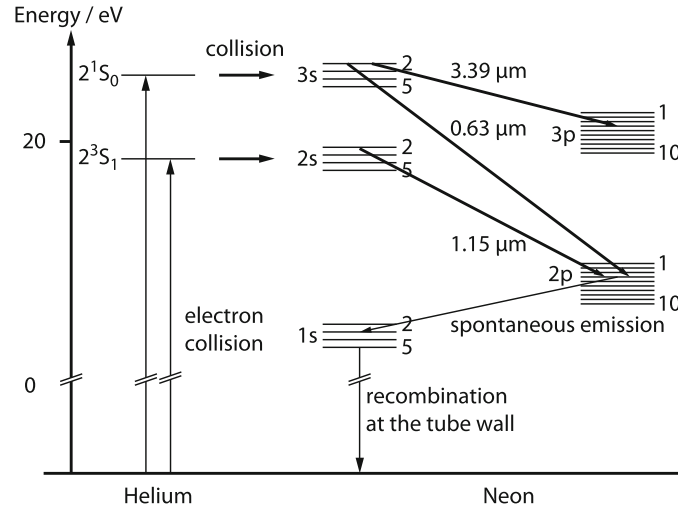 Energy / eV
collision
2¹S₀
3s
2
5
3.39 µm
1
3p
10
20
0.63 µm
2³S₁
2s
2
5
1.15 µm
1
2p
10
electron
collision
1s
2
5
spontaneous emission
0
recombination
at the tube wall
Helium
Neon